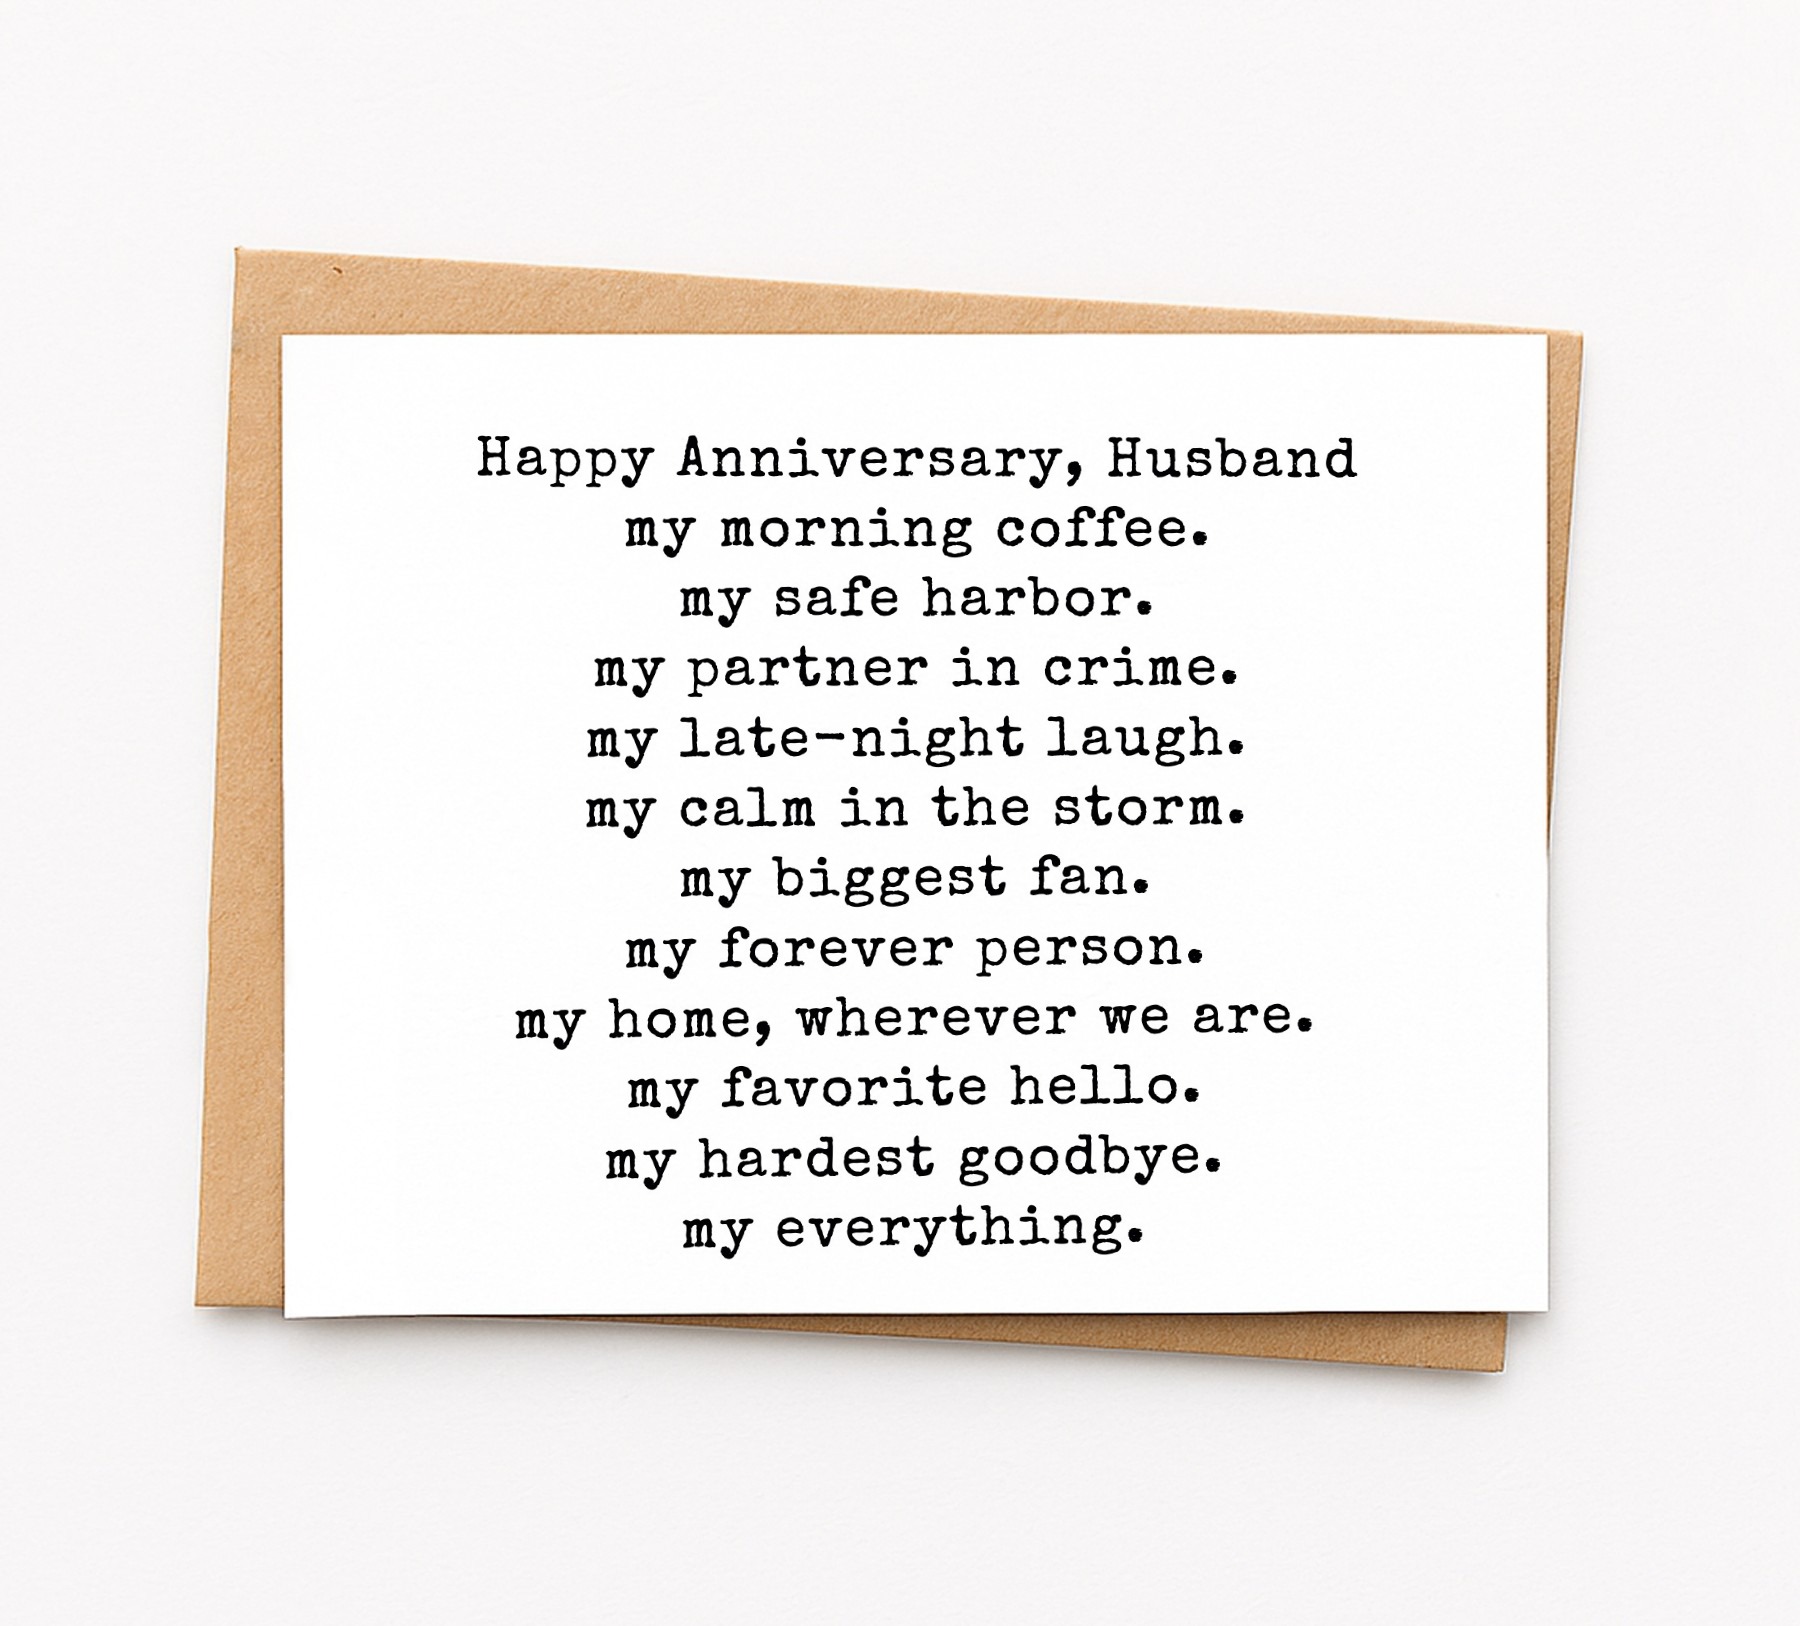 Happy Anniversary, Husband
my morning coffee.
my safe harbor.
my partner in crime.
my late-night laugh.
my calm in the storm.
my biggest fan.
my forever person.
my home, wherever we are.
my favorite hello.
my hardest goodbye.
my everything.